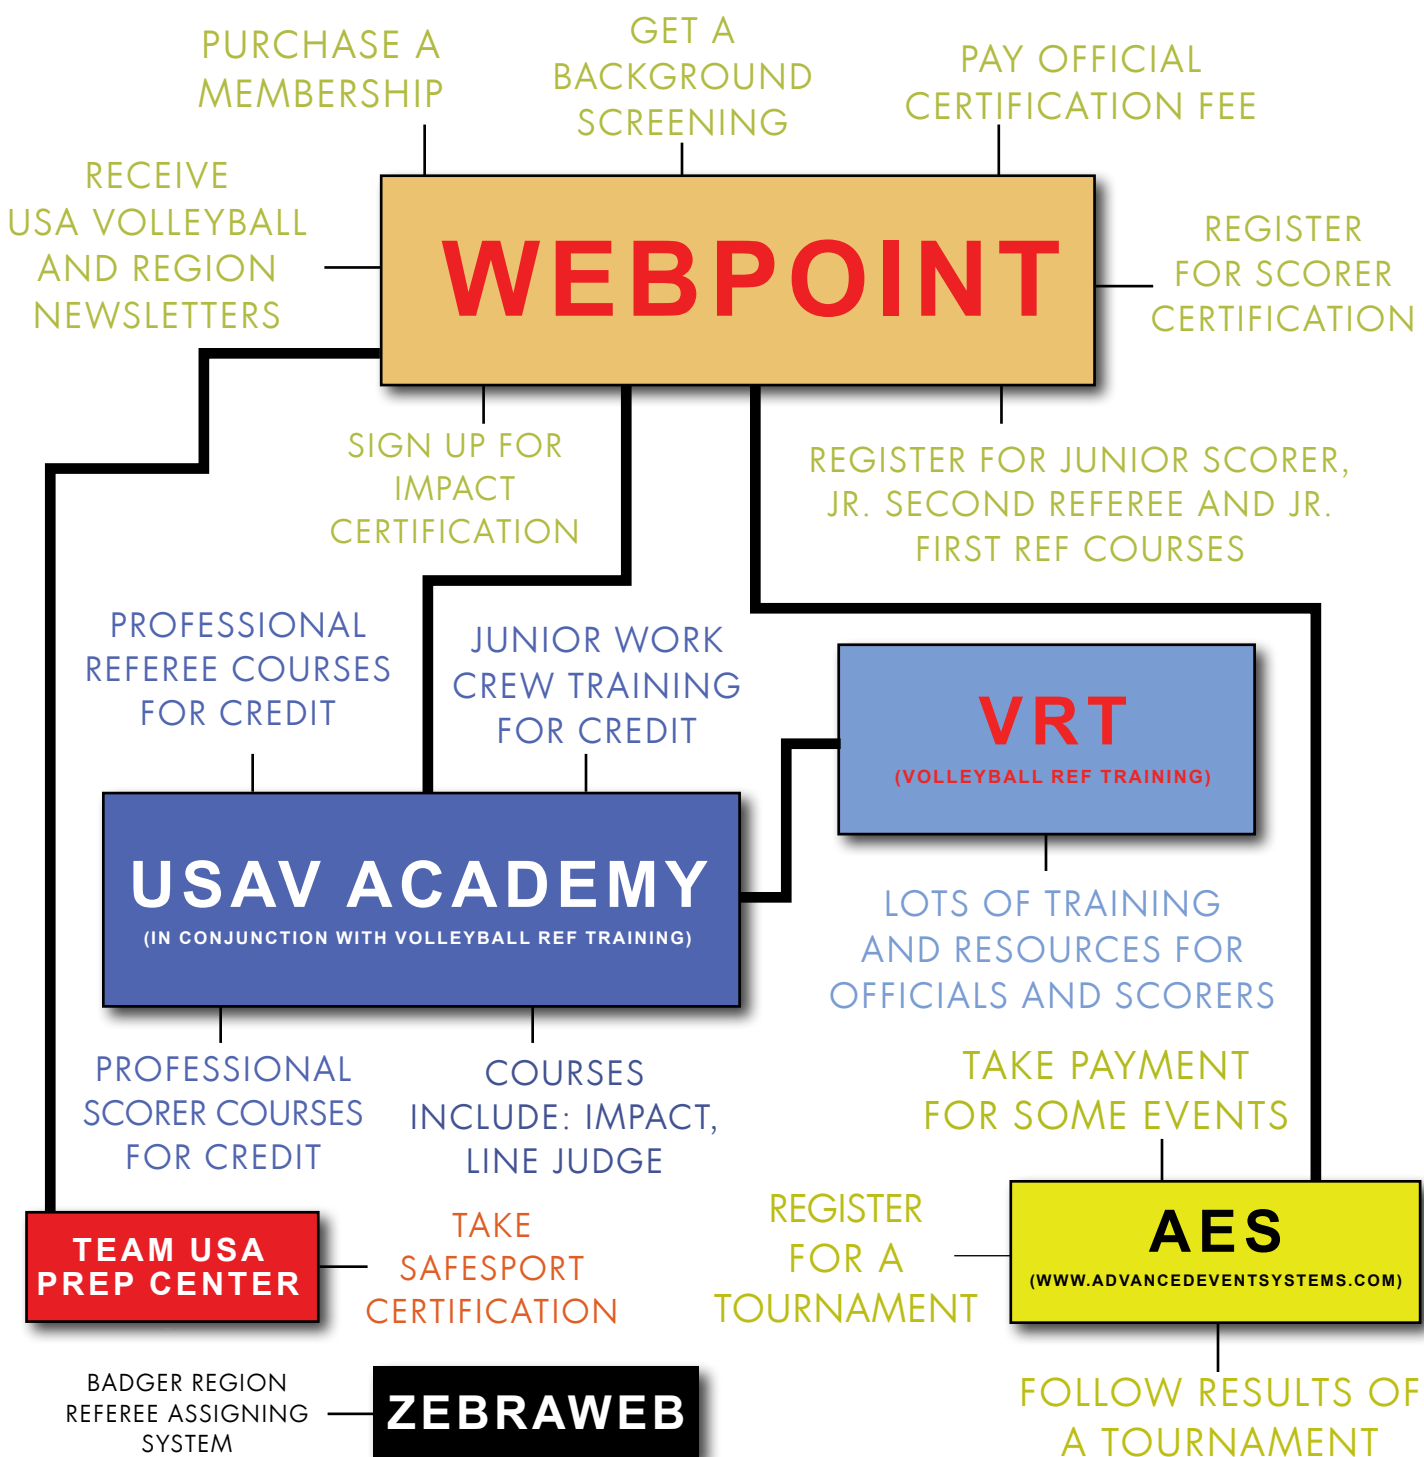 PURCHASE A
MEMBERSHIP
GET A
BACKGROUND
SCREENING
PAY OFFICIAL
CERTIFICATION FEE
RECEIVE
USA VOLLEYBALL
AND REGION
NEWSLETTERS
WEBPOINT
REGISTER
FOR SCORER
CERTIFICATION
SIGN UP FOR
IMPACT
CERTIFICATION
REGISTER FOR JUNIOR SCORER,
JR. SECOND REFEREE AND JR.
FIRST REF COURSES
PROFESSIONAL
REFEREE COURSES
FOR CREDIT
JUNIOR WORK
CREW TRAINING
FOR CREDIT
VRT
(VOLLEYBALL REF TRAINING)
USAV ACADEMY
(IN CONJUNCTION WITH VOLLEYBALL REF TRAINING)
LOTS OF TRAINING
AND RESOURCES FOR
OFFICIALS AND SCORERS
PROFESSIONAL
SCORER COURSES
FOR CREDIT
COURSES
INCLUDE: IMPACT,
LINE JUDGE
TAKE PAYMENT
FOR SOME EVENTS
TEAM USA
PREP CENTER
TAKE
SAFESPORT
CERTIFICATION
REGISTER
FOR A
TOURNAMENT
AES
(WWW.ADVANCEDEVENTSYSTEMS.COM)
BADGER REGION
REFEREE ASSIGNING
SYSTEM
ZEBRAWEB
FOLLOW RESULTS OF
A TOURNAMENT